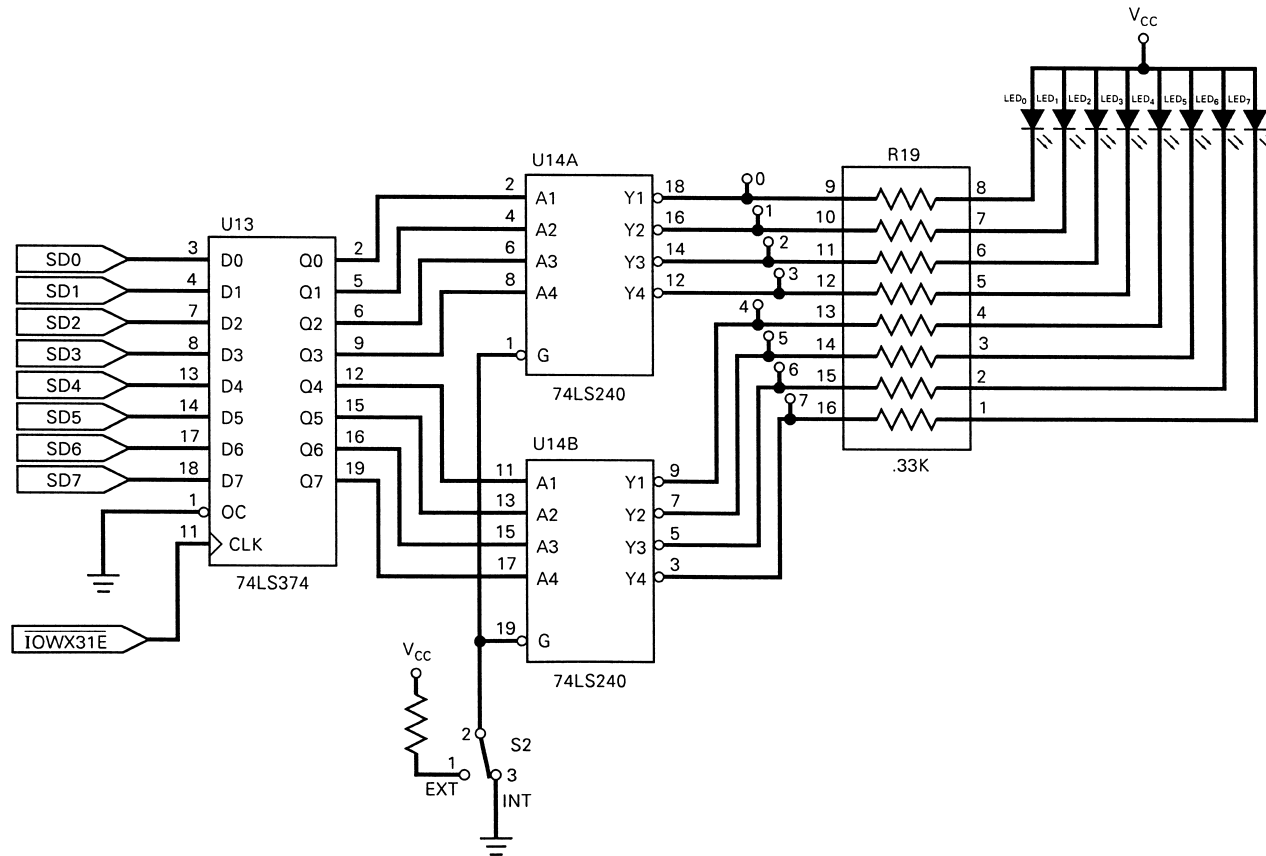 V_CC
LED0 LED1 LED2 LED3 LED4 LED5 LED6 LED7
U14A
R19
2 A1 Y1 18 0 9 8
4 A2 Y2 16 1 10 7
6 A3 Y3 14 2 11 6
8 A4 Y4 12 3 12 5
4 13 4
1 G 5 14 3
74LS240 6 15 2
7 16 1
.33K
U13
SD0 3 D0 Q0 2
SD1 4 D1 Q1 5
SD2 7 D2 Q2 6
SD3 8 D3 Q3 9
SD4 13 D4 Q4 12
SD5 14 D5 Q5 15
SD6 17 D6 Q6 16
SD7 18 D7 Q7 19
1 OC
11 CLK
74LS374
IOWX31E
U14B
11 A1 Y1 9
13 A2 Y2 7
15 A3 Y3 5
17 A4 Y4 3
19 G
74LS240
VCC
2 S2
1 3
EXT INT